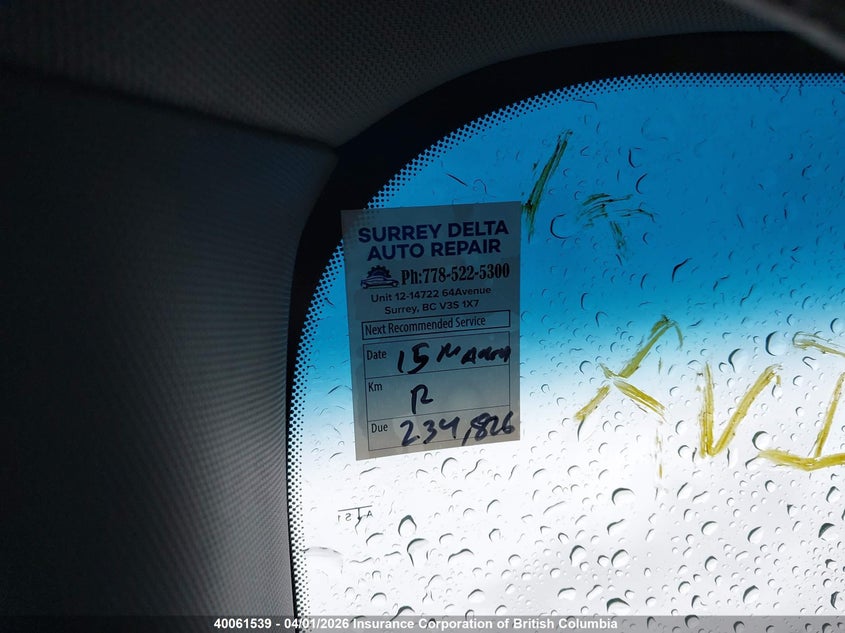 SURREY DELTA
AUTO REPAIR
Ph:778-522-5300
Unit 12-14722 64Avenue
Surrey, BC V3S 1X7
Next Recommended Service
Date 15 March
Km
Due 234,826
40061539 - 04/01/2026 Insurance Corporation of British Columbia